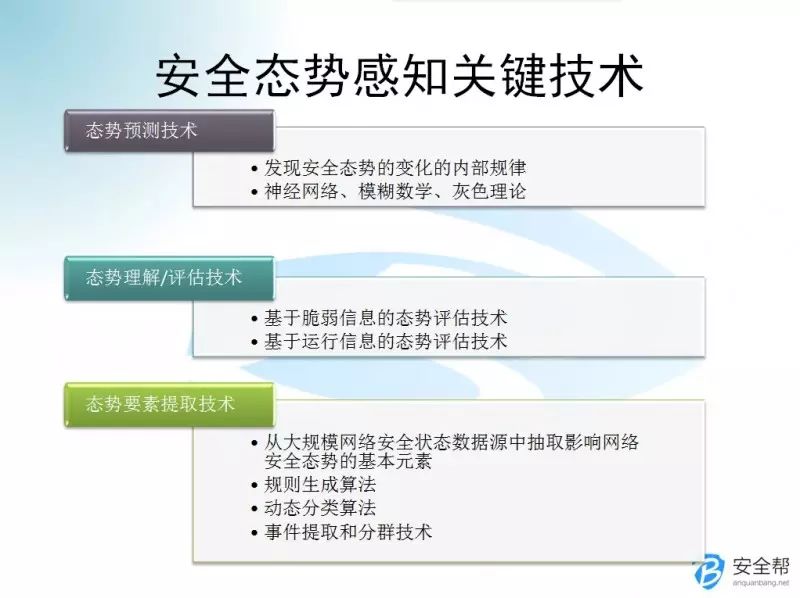 安全态势感知关键技术
态势预测技术
• 发现安全态势的变化的内部规律
• 神经网络、模糊数学、灰色理论
态势理解/评估技术
• 基于脆弱信息的态势评估技术
• 基于运行信息的态势评估技术
态势要素提取技术
• 从大规模网络安全状态数据源中抽取影响网络
安全态势的基本元素
• 规则生成算法
• 动态分类算法
• 事件提取和分群技术
安全帮
anquanbang.net